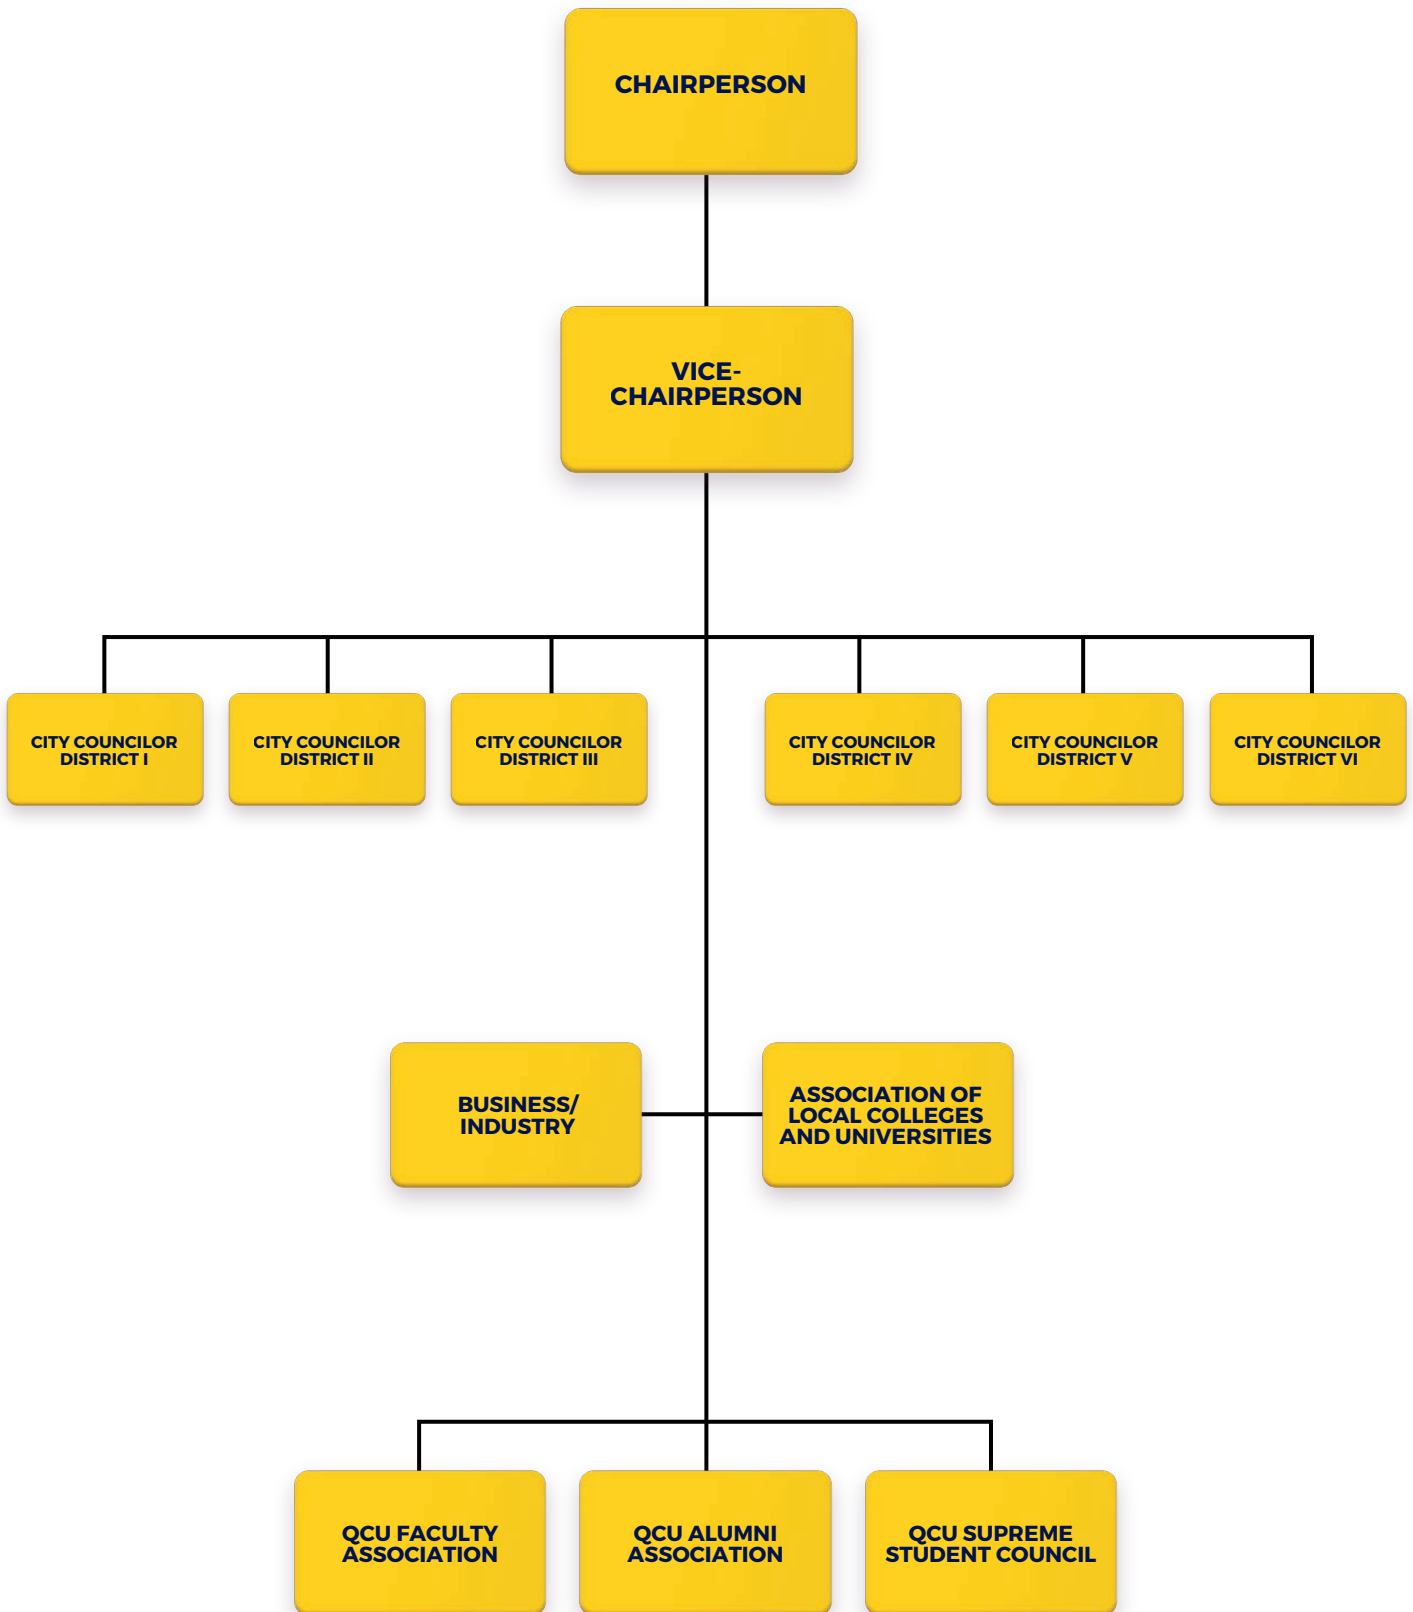 CHAIRPERSON
VICE-
CHAIRPERSON
CITY COUNCILOR
DISTRICT I
CITY COUNCILOR
DISTRICT II
CITY COUNCILOR
DISTRICT III
CITY COUNCILOR
DISTRICT IV
CITY COUNCILOR
DISTRICT V
CITY COUNCILOR
DISTRICT VI
BUSINESS/
INDUSTRY
ASSOCIATION OF
LOCAL COLLEGES
AND UNIVERSITIES
QCU FACULTY
ASSOCIATION
QCU ALUMNI
ASSOCIATION
QCU SUPREME
STUDENT COUNCIL